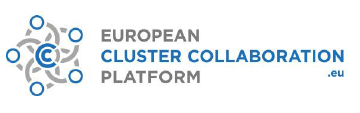 EUROPEAN
CLUSTER COLLABORATION
PLATFORM
.eu